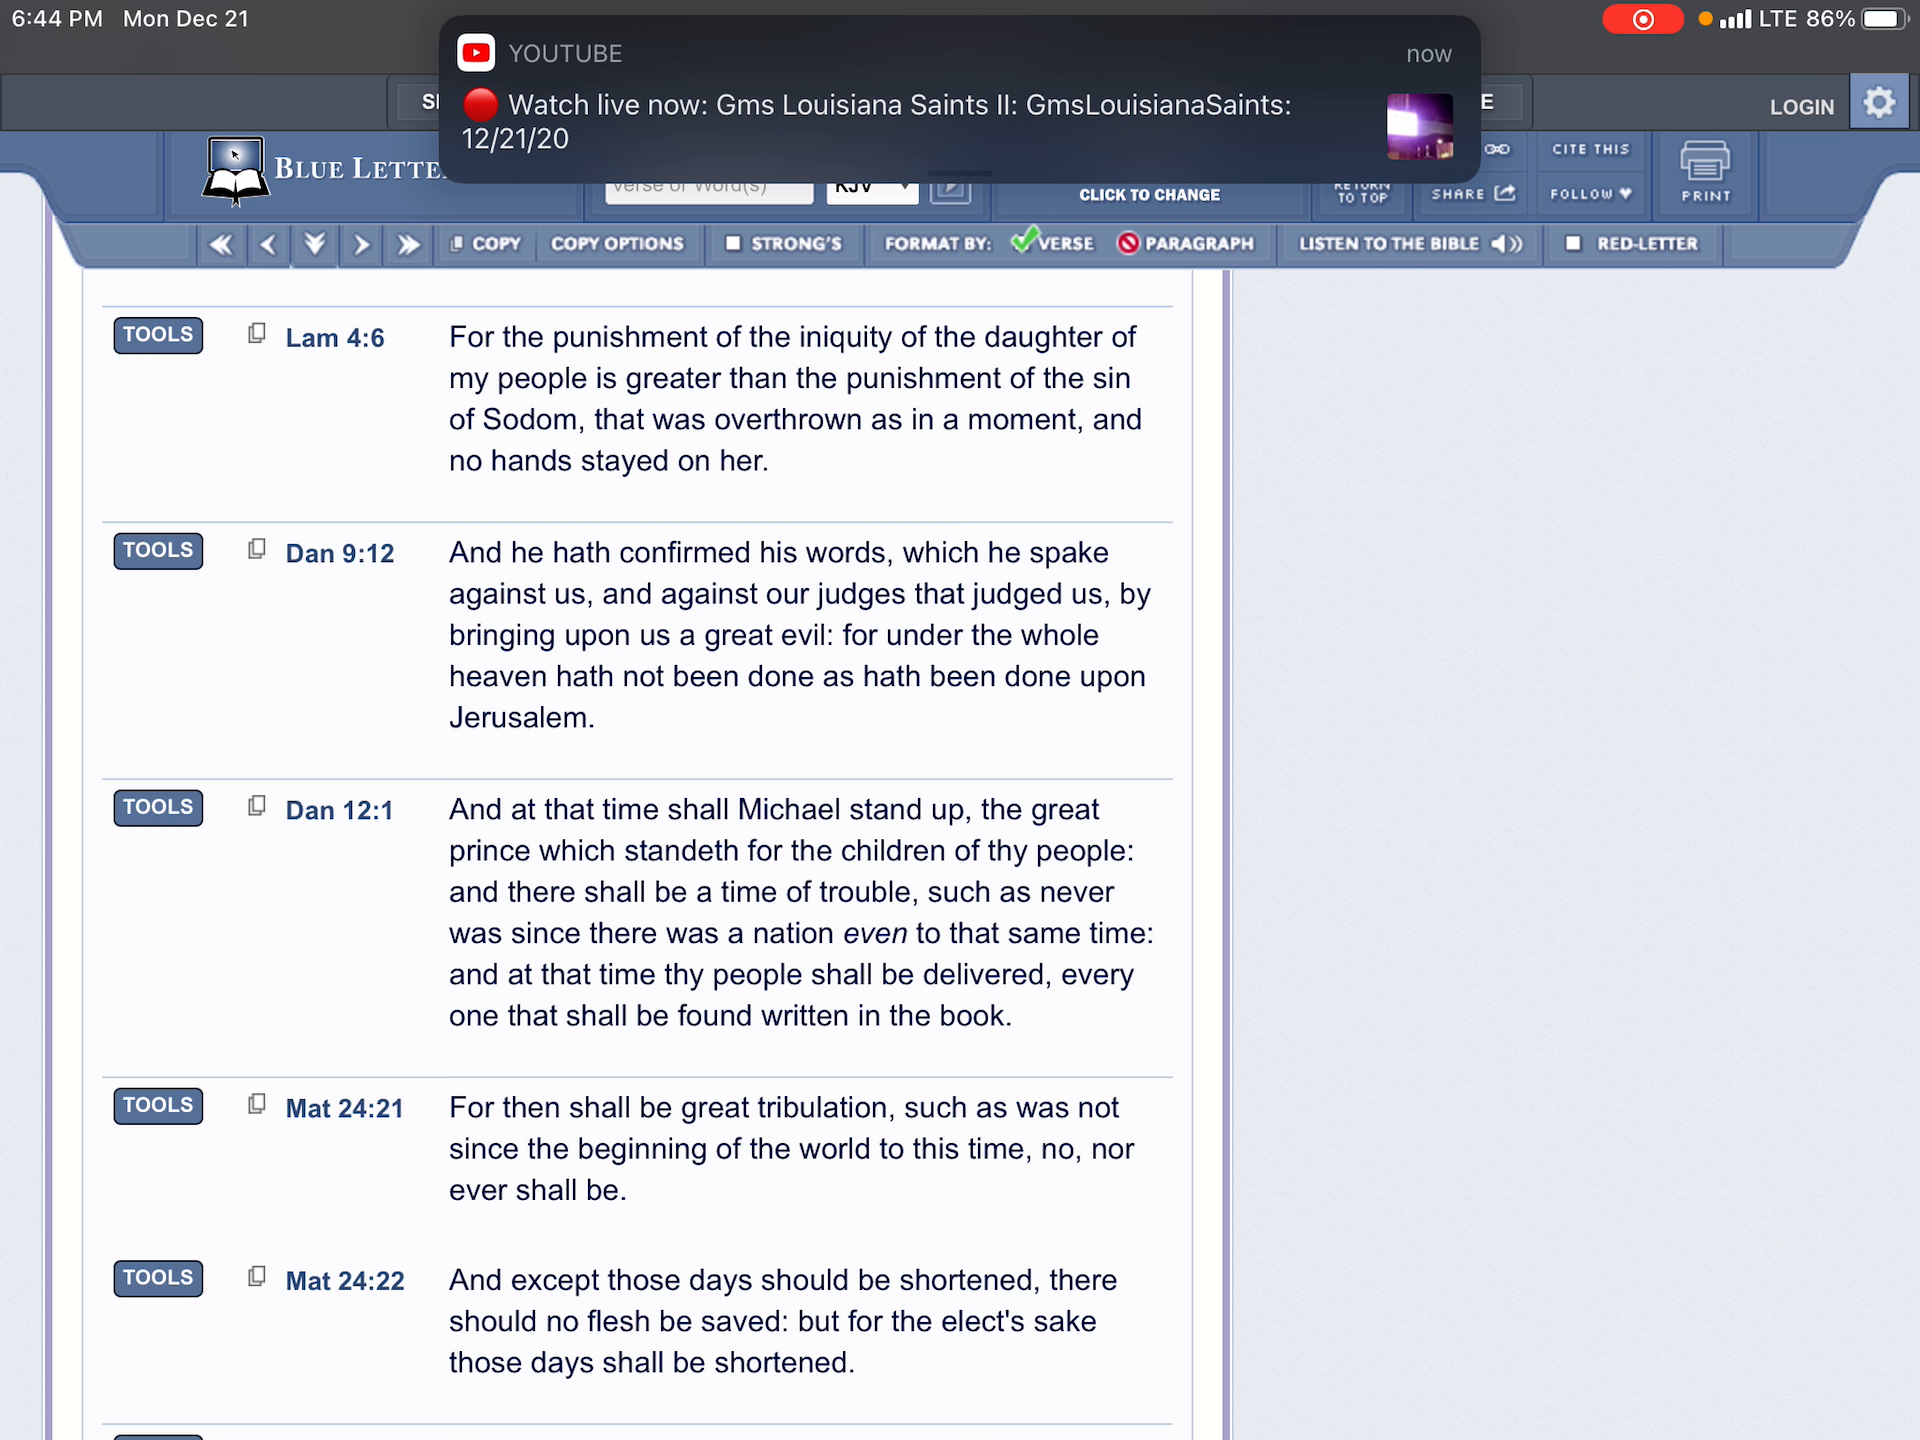 6:44 PM Mon Dec 21
LTE 86%
YOUTUBE
now
🔴 Watch live now: Gms Louisiana Saints II: GmsLouisianaSaints:
12/21/20
LOGIN
BLUE LETTE
Verse or Word(s)
KJV
CLICK TO CHANGE
RETURN
TO TOP
SHARE
CITE THIS
FOLLOW
PRINT
COPY
COPY OPTIONS
STRONG'S
FORMAT BY:
VERSE
PARAGRAPH
LISTEN TO THE BIBLE
RED-LETTER
TOOLS
Lam 4:6
For the punishment of the iniquity of the daughter of
my people is greater than the punishment of the sin
of Sodom, that was overthrown as in a moment, and
no hands stayed on her.
TOOLS
Dan 9:12
And he hath confirmed his words, which he spake
against us, and against our judges that judged us, by
bringing upon us a great evil: for under the whole
heaven hath not been done as hath been done upon
Jerusalem.
TOOLS
Dan 12:1
And at that time shall Michael stand up, the great
prince which standeth for the children of thy people:
and there shall be a time of trouble, such as never
was since there was a nation even to that same time:
and at that time thy people shall be delivered, every
one that shall be found written in the book.
TOOLS
Mat 24:21
For then shall be great tribulation, such as was not
since the beginning of the world to this time, no, nor
ever shall be.
TOOLS
Mat 24:22
And except those days should be shortened, there
should no flesh be saved: but for the elect's sake
those days shall be shortened.